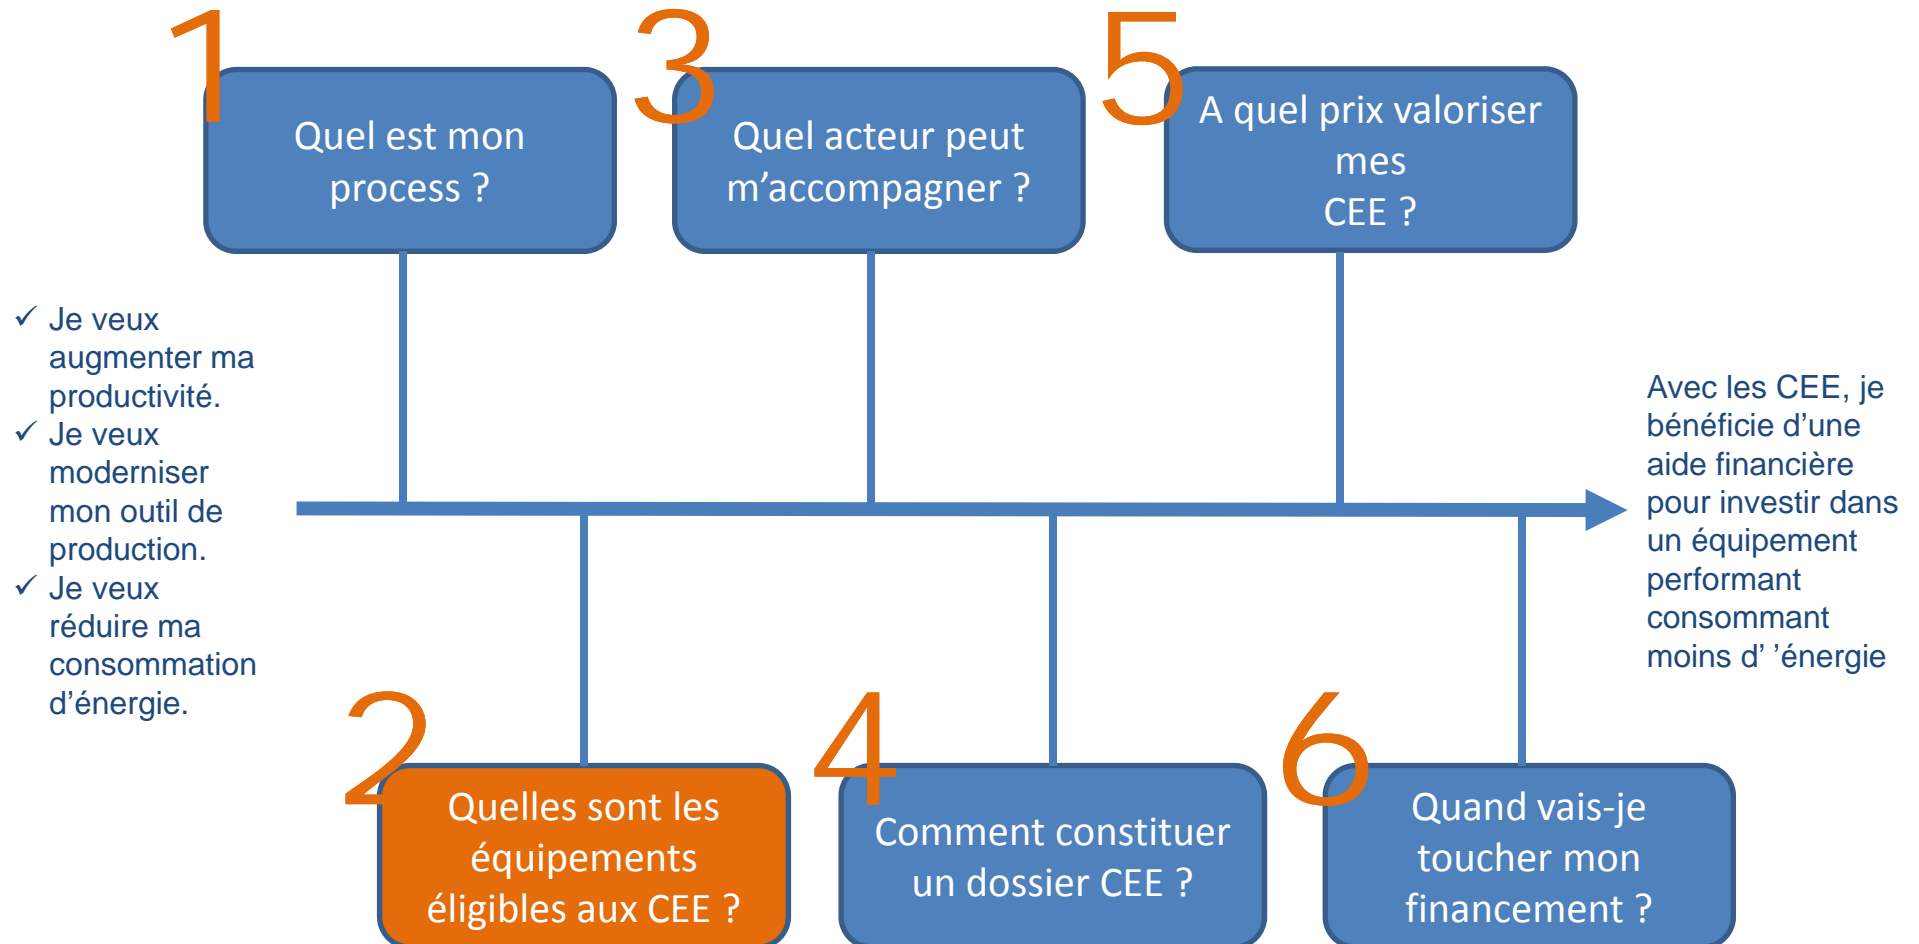 1
Quel est mon
process ?
3
Quel acteur peut
m’accompagner ?
5
A quel prix valoriser
mes
CEE ?
✓ Je veux
augmenter ma
productivité.
✓ Je veux
moderniser
mon outil de
production.
✓ Je veux
réduire ma
consommation
d’énergie.
Avec les CEE, je
bénéficie d’une
aide financière
pour investir dans
un équipement
performant
consommant
moins d’ ’énergie
2
Quelles sont les
équipements
éligibles aux CEE ?
4
Comment constituer
un dossier CEE ?
6
Quand vais-je
toucher mon
financement ?